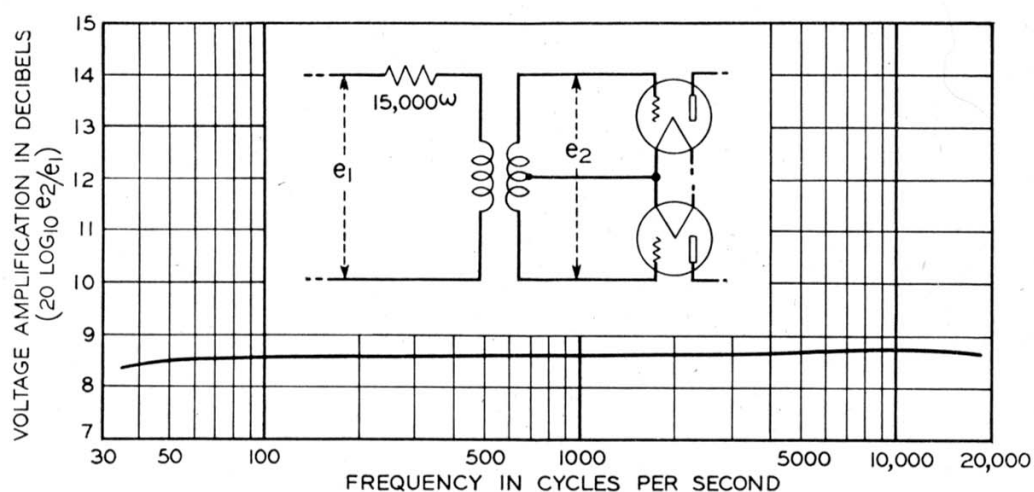 VOLTAGE AMPLIFICATION IN DECIBELS
(20 LOG10 e2/e1)
15
14
13
12
11
10
9
8
7
15,000ω
e1
e2
30
50
100
500
1000
5000
10,000
20,000
FREQUENCY IN CYCLES PER SECOND